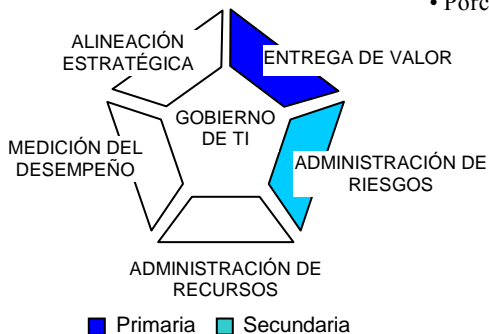 • Porc
ALINEACIÓN
ESTRATÉGICA
ENTREGA DE VALOR
GOBIERNO
DE TI
MEDICIÓN DEL
DESEMPEÑO
ADMINISTRACIÓN DE
RIESGOS
ADMINISTRACIÓN DE
RECURSOS
Primaria Secundaria